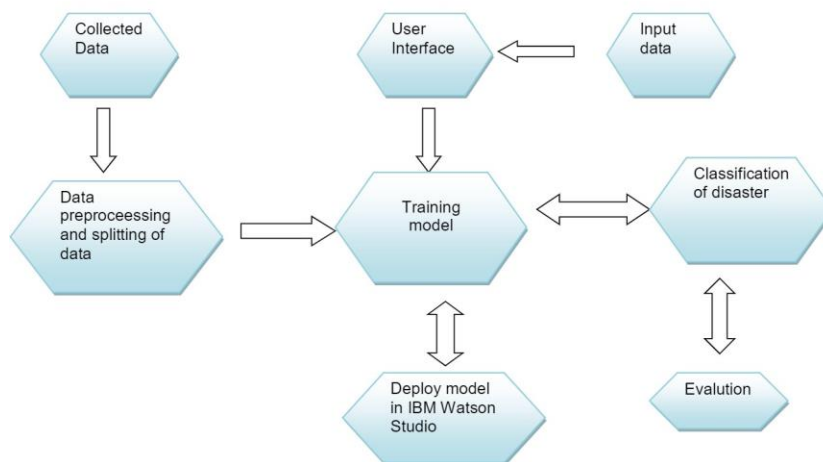 Collected
Data
User
Interface
Input
data
Data
preproceessing
and splitting of
data
Training
model
Classification
of disaster
Deploy model
in IBM Watson
Studio
Evalution